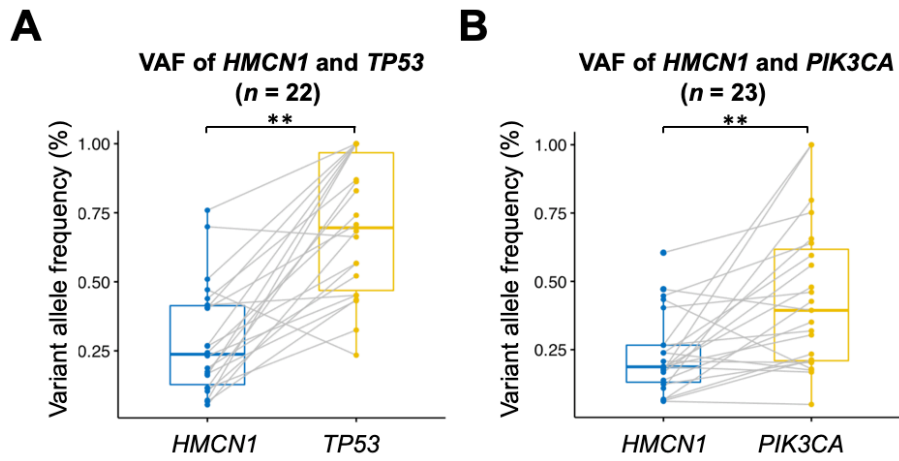 A
VAF of HMCN1 and TP53
(n = 22)
**
Variant allele frequency (%)
1.00
0.75
0.50
0.25
HMCN1
TP53
B
VAF of HMCN1 and PIK3CA
(n = 23)
**
Variant allele frequency (%)
1.00
0.75
0.50
0.25
HMCN1
PIK3CA